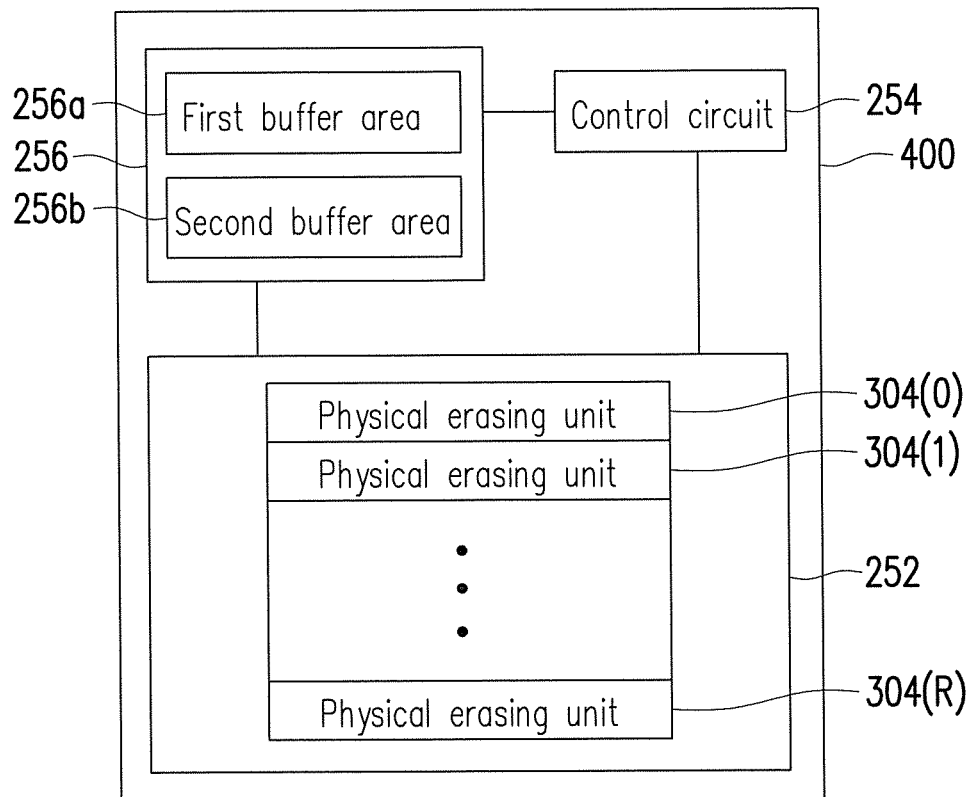 256a
First buffer area
Control circuit
254
256
400
256b
Second buffer area
Physical erasing unit
304(0)
Physical erasing unit
304(1)
252
Physical erasing unit
304(R)